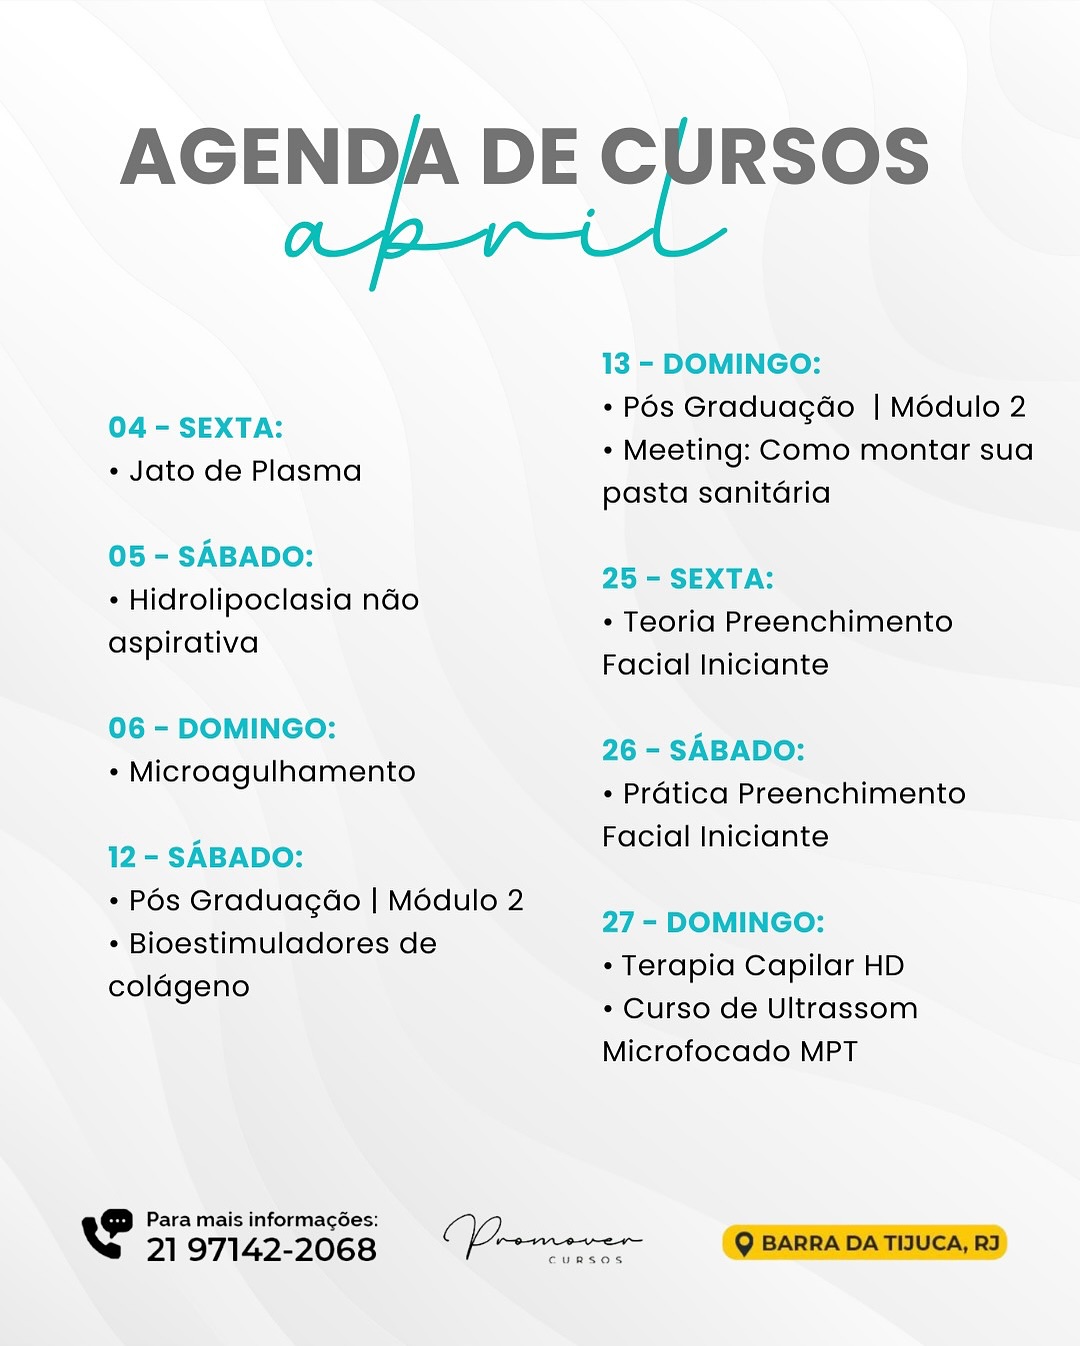 AGENDA DE CURSOS
april
04 - SEXTA:
• Jato de Plasma
05 - SÁBADO:
• Hidrolipoclasia não
aspirativa
06 - DOMINGO:
• Microagulhamento
12 - SÁBADO:
• Pós Graduação | Módulo 2
• Bioestimuladores de
colágeno
13 - DOMINGO:
• Pós Graduação | Módulo 2
• Meeting: Como montar sua
pasta sanitária
25 - SEXTA:
• Teoria Preenchimento
Facial Iniciante
26 - SÁBADO:
• Prática Preenchimento
Facial Iniciante
27 - DOMINGO:
• Terapia Capilar HD
• Curso de Ultrassom
Microfocado MPT
Para mais informações:
21 97142-2068
Promover
CURSOS
BARRA DA TIJUCA, RJ